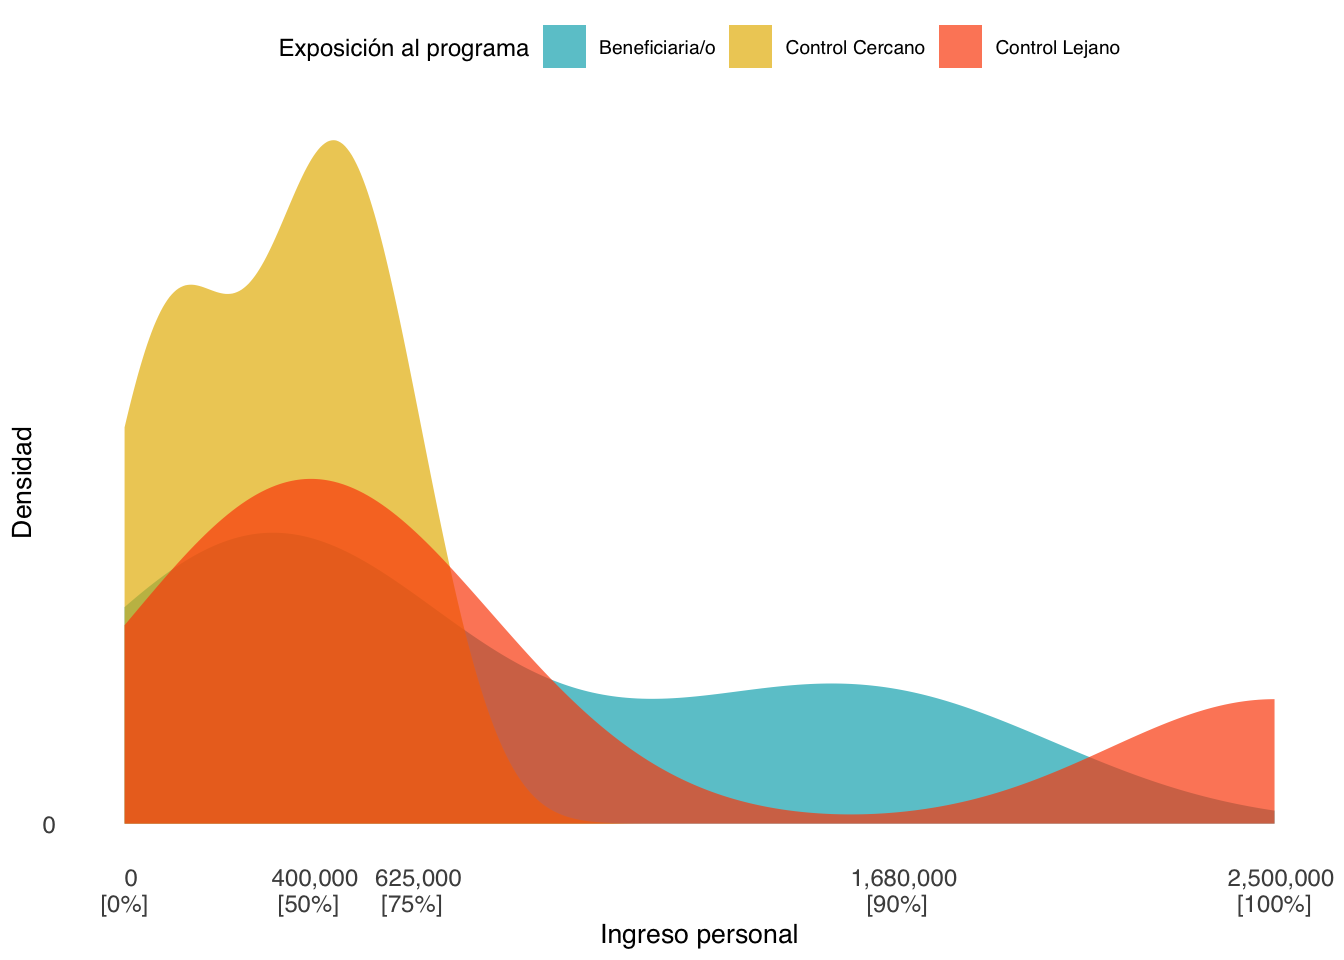 Exposición al programa Beneficiaria/o Control Cercano Control Lejano
Densidad
0
0 400,000 625,000 1,680,000 2,500,000
[0%] [50%] [75%] [90%] [100%]
Ingreso personal